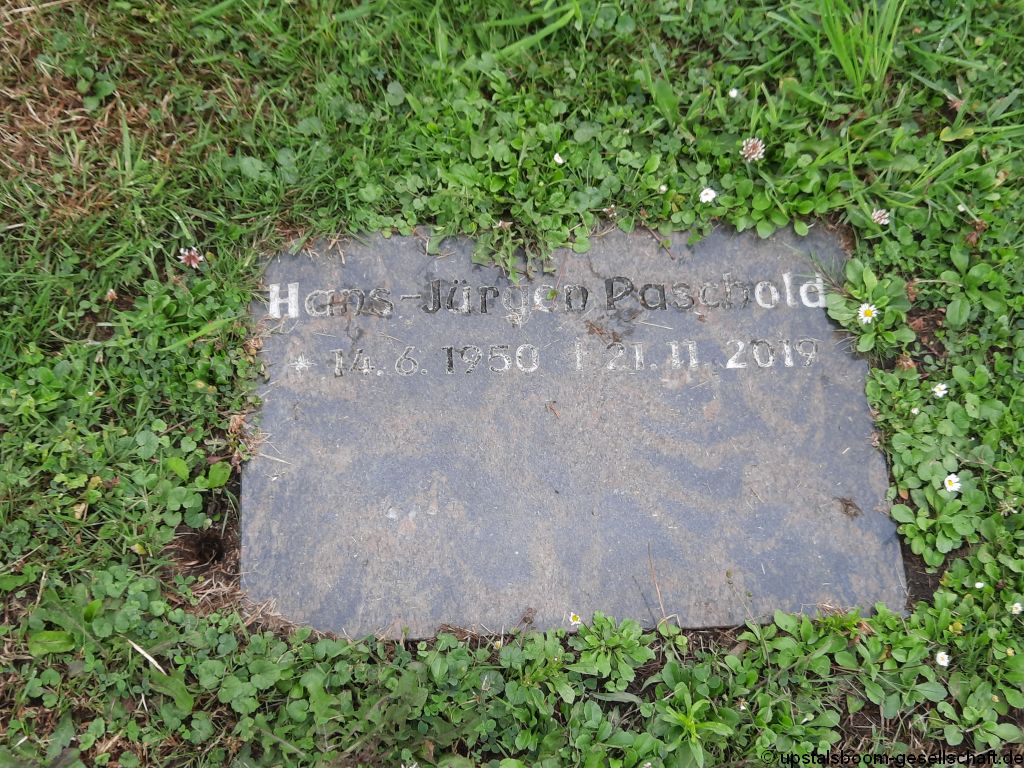 Hans-Jürgen Paschold
* 14.6.1950 † 21.11.2019
© upstalsboom-gesellschaft.de